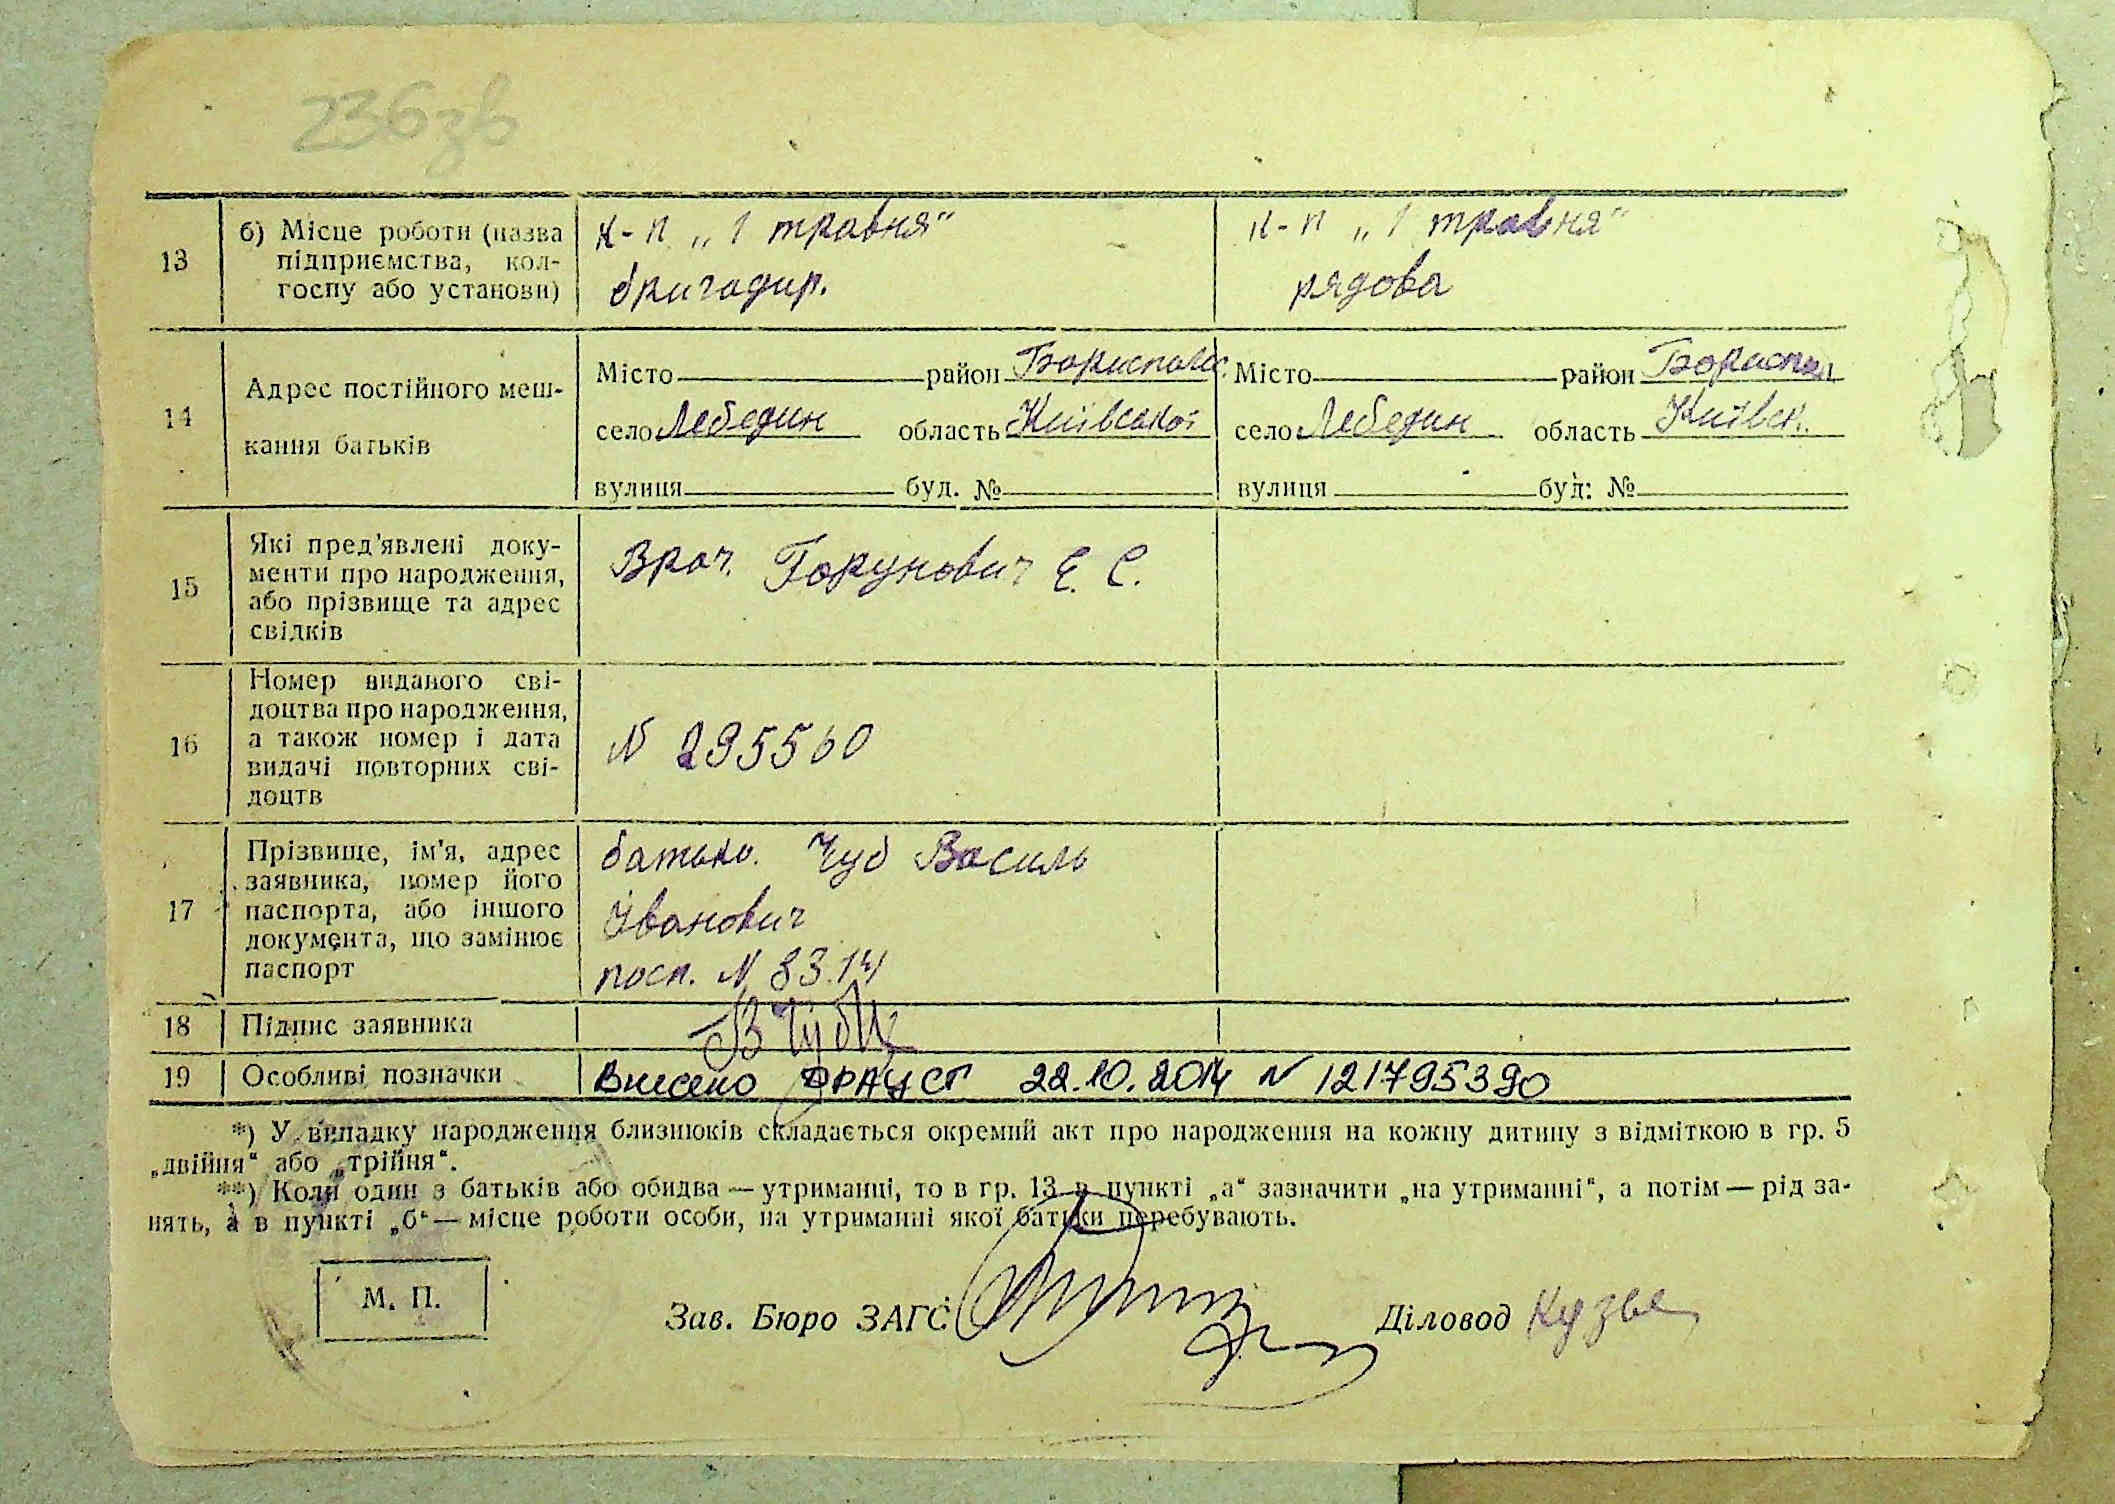 236зв
13
б) Місце роботи (назва
підприємства, кол-
госпу або установи)
к-п „1 травня“
бригадир.
к-п „1 травня“
рядова
14
Адрес постійного меш-
кання батьків
Місто район Бориспольс.
село Лебедин область Київської
вулиця буд. №
Місто район Бориспол
село Лебедин область Київськ.
вулиця буд: №
15
Які пред'явлені доку-
менти про народження,
або прізвище та адрес
свідків
Врач. Горунович Е. С.
16
Номер виданого сві-
доцтва про народження,
а також номер і дата
видачі повторних сві-
доцтв
N 295560
17
Прізвище, ім'я, адрес
заявника, номер його
паспорта, або іншого
документа, що замінює
паспорт
батько. Чуб Василь
Іванович
посп. N 83.14
18
Підпис заявника
19
Особливі позначки
Внесено ДРАЦСГ 22.10.2014 N 121795390
*) У випадку народження близнюків складається окремий акт про народження на кожну дитину з відміткою в гр. 5
„двійня“ або „трійня“.
**) Коли один з батьків або обидва — утриманці, то в гр. 13 в пункті „а“ зазначити „на утриманні“, а потім — рід за-
нять, а в пункті „б“ — місце роботи особи, на утриманні якої батьки перебувають.
М. П.
Зав. Бюро ЗАГС
Діловод